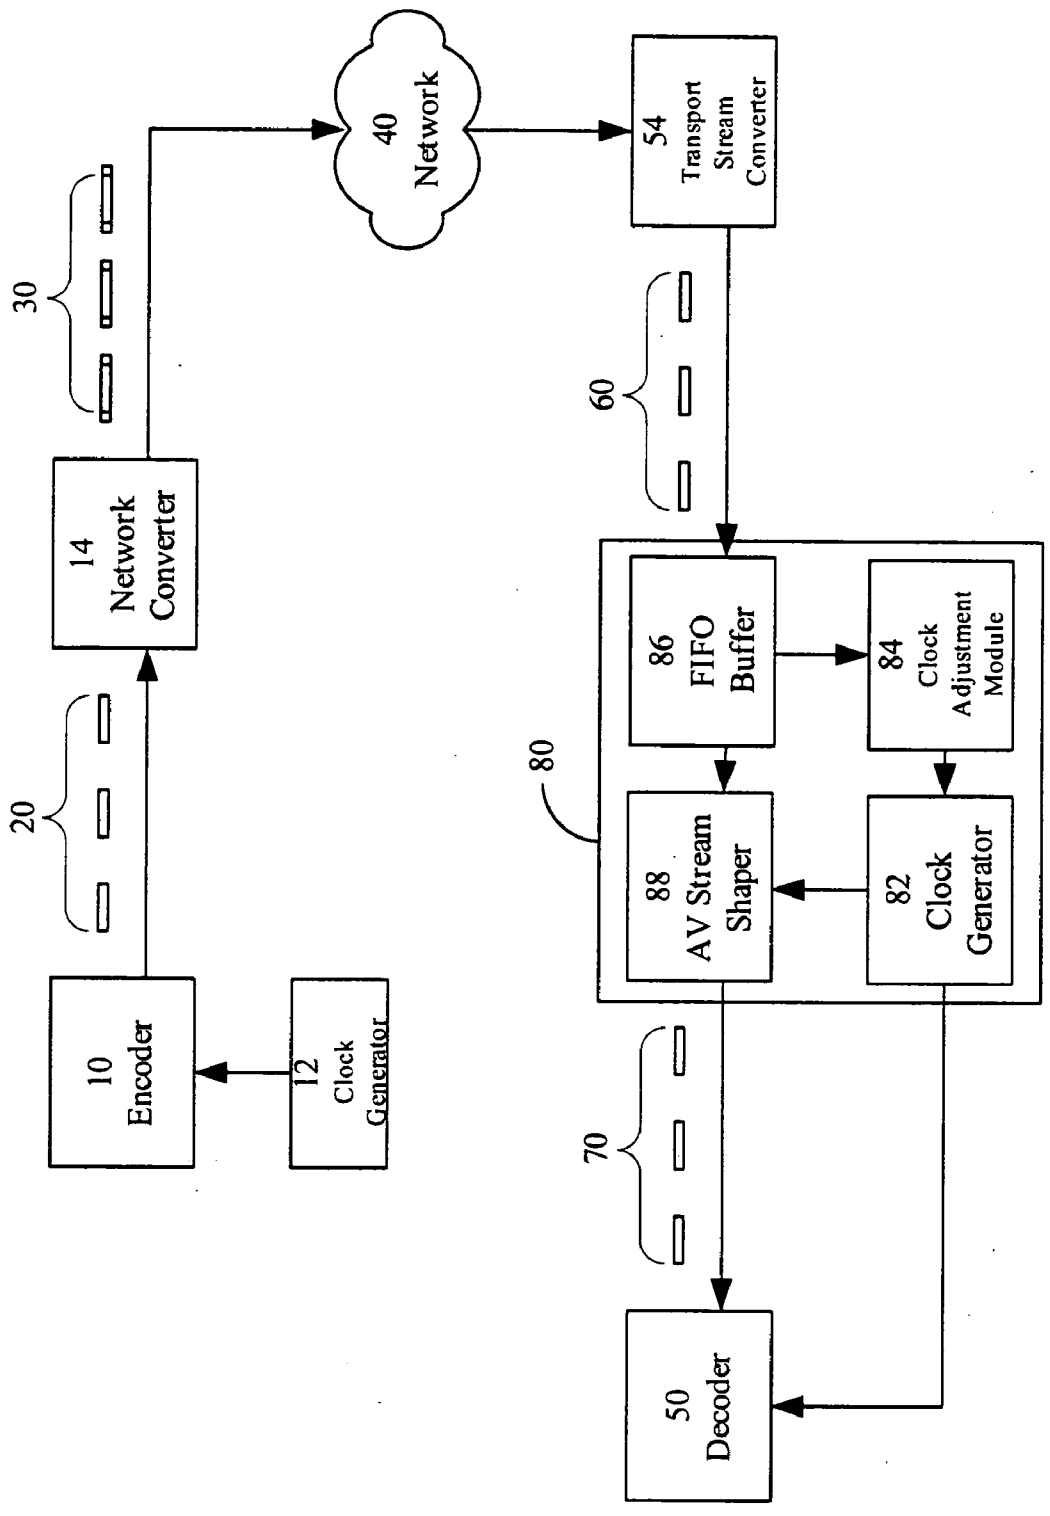 10
Encoder
12
Clock
Generator
20
14
Network
Converter
30
40
Network
54
Transport
Stream
Converter
60
80
86
FIFO
Buffer
84
Clock
Adjustment
Module
88
AV Stream
Shaper
82
Clock
Generator
70
50
Decoder